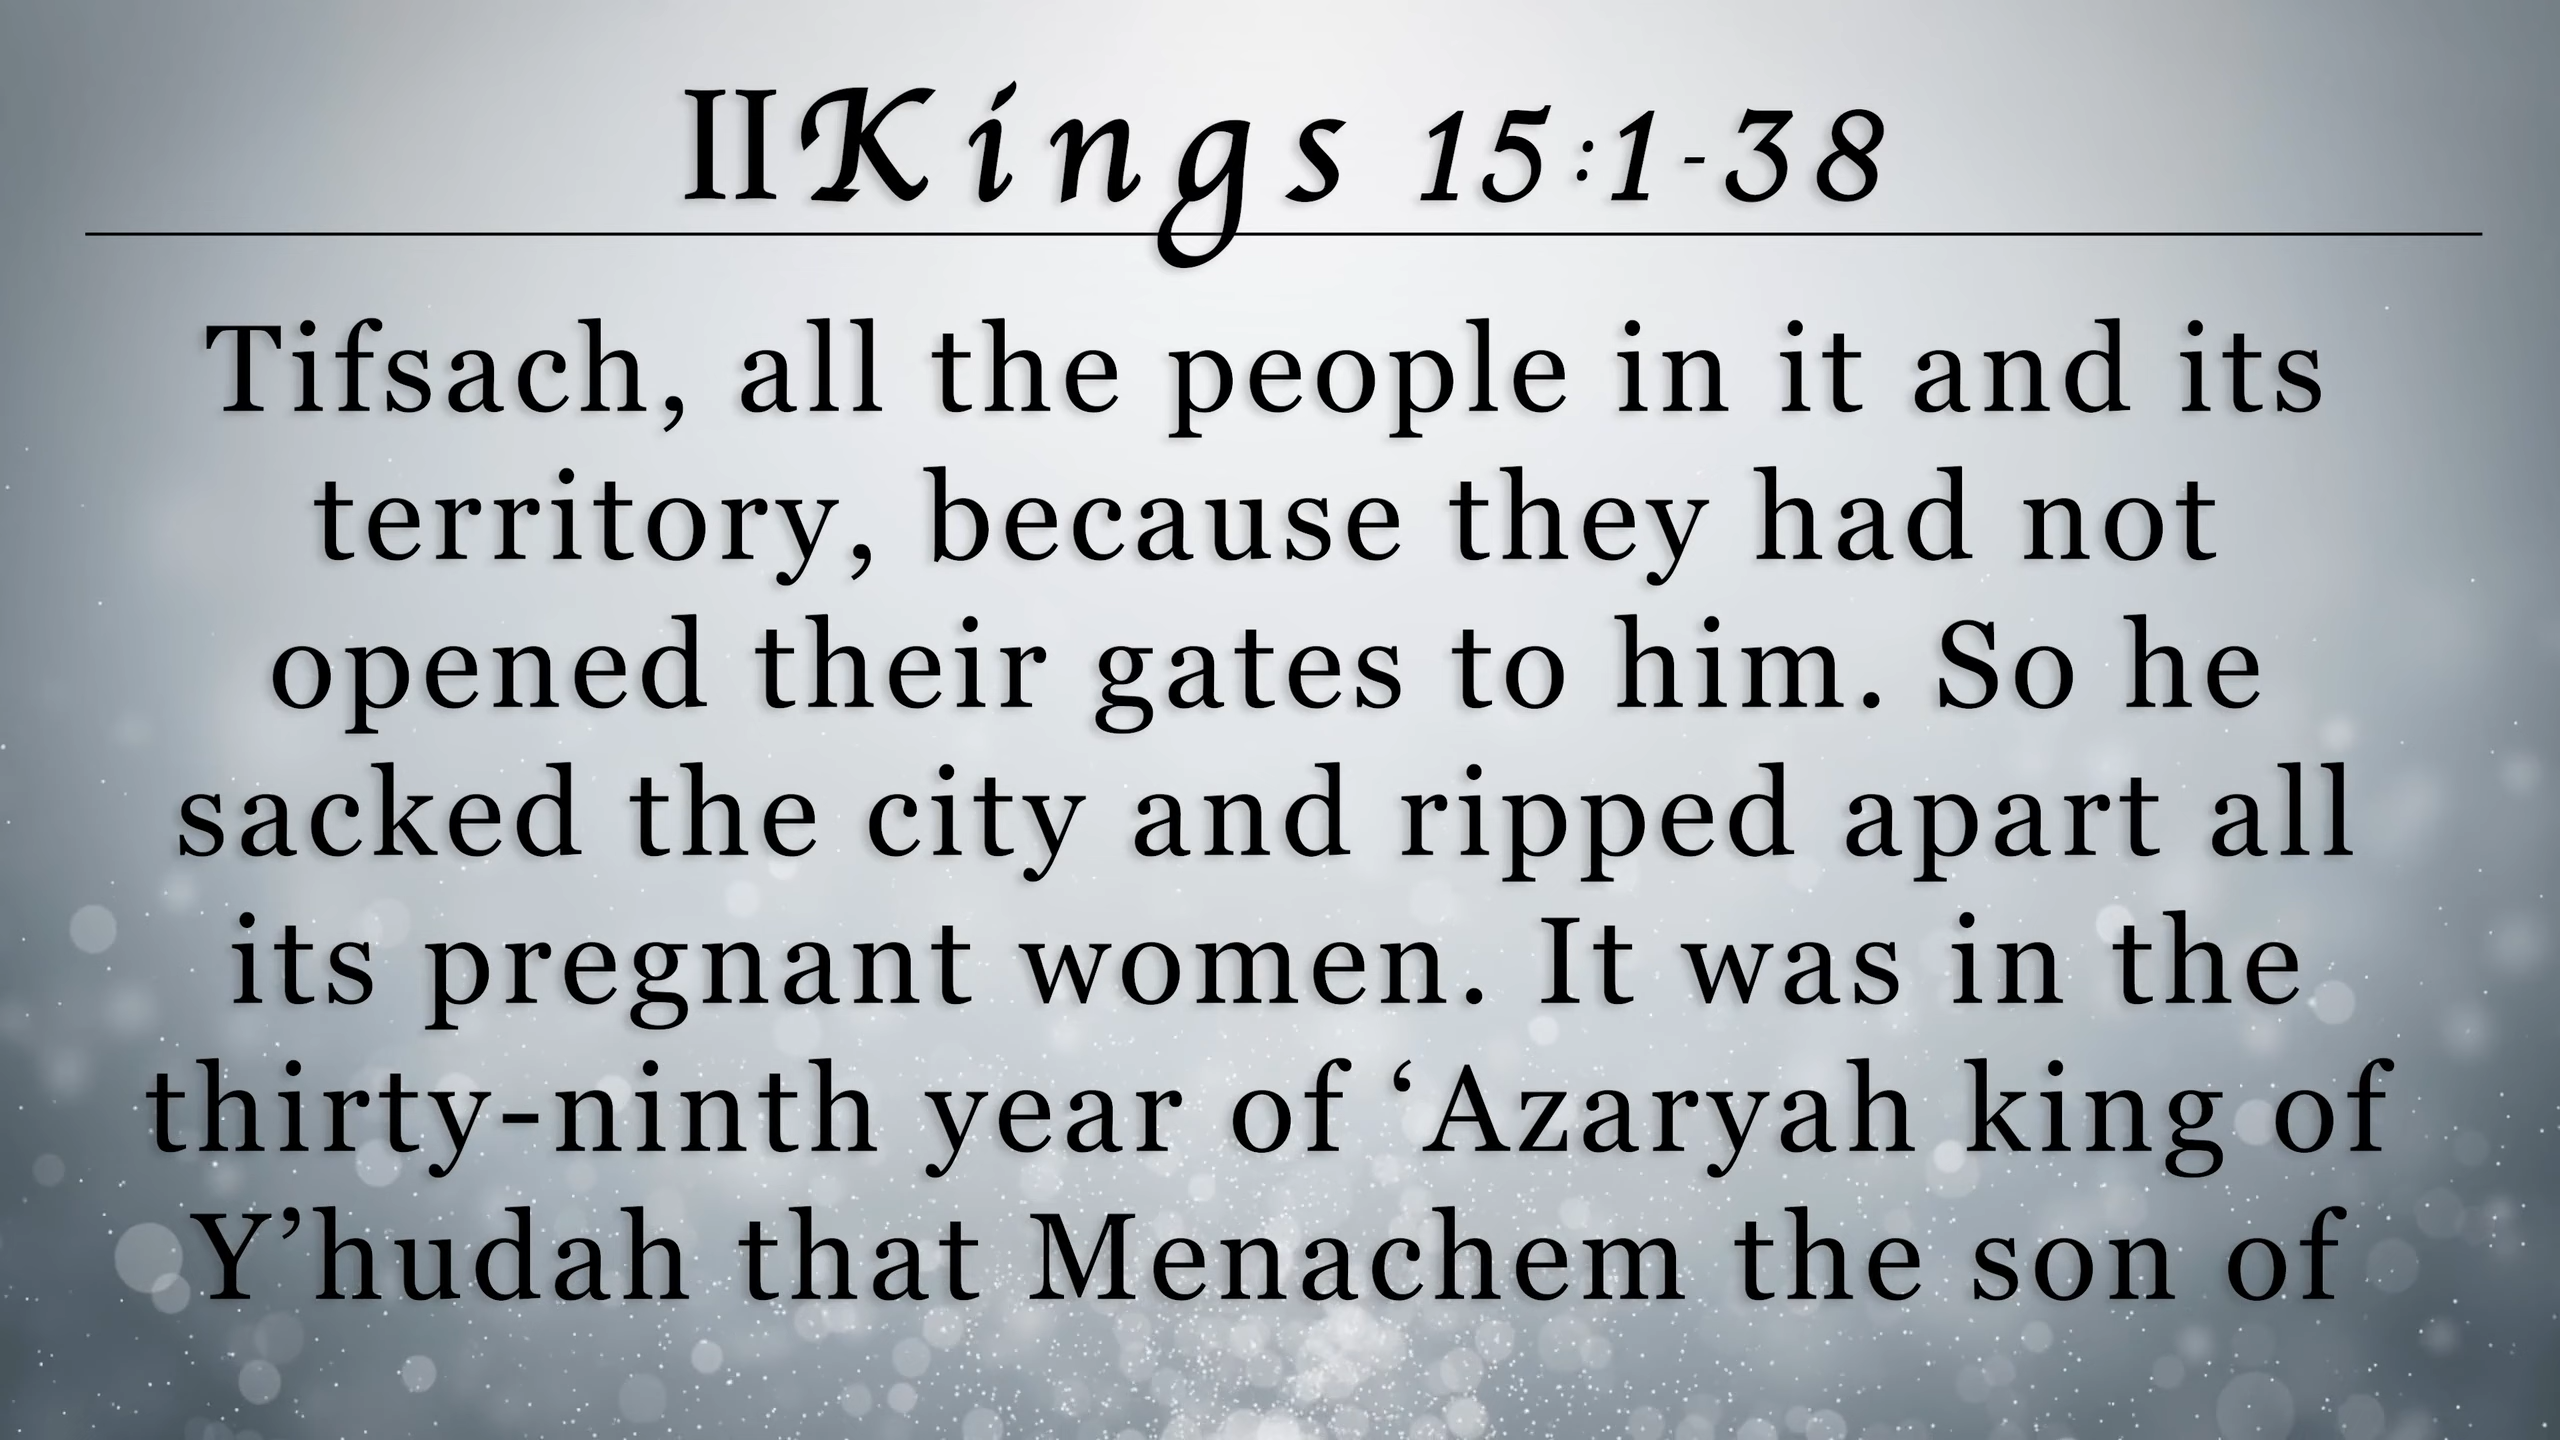 II Kings 15:1-38
Tifsach, all the people in it and its
territory, because they had not
opened their gates to him. So he
sacked the city and ripped apart all
its pregnant women. It was in the
thirty-ninth year of ‘Azaryah king of
Y’hudah that Menachem the son of